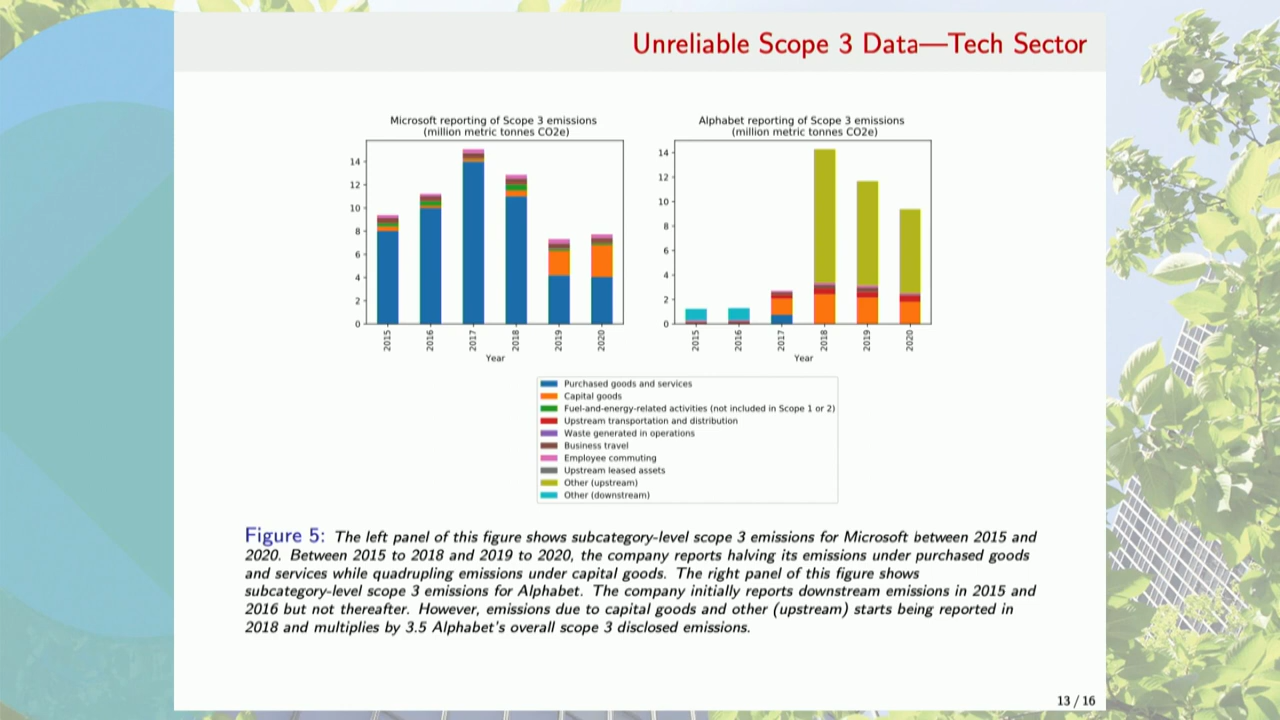 Unreliable Scope 3 Data—Tech Sector
Microsoft reporting of Scope 3 emissions
(million metric tonnes CO2e)
14
12
10
8
6
4
2
0
2015
2016
2017
2018
2019
2020
Year
Alphabet reporting of Scope 3 emissions
(million metric tonnes CO2e)
14
12
10
8
6
4
2
0
2015
2016
2017
2018
2019
2020
Year
Purchased goods and services
Capital goods
Fuel-and-energy-related activities (not included in Scope 1 or 2)
Upstream transportation and distribution
Waste generated in operations
Business travel
Employee commuting
Upstream leased assets
Other (upstream)
Other (downstream)
Figure 5: The left panel of this figure shows subcategory-level scope 3 emissions for Microsoft between 2015 and
2020. Between 2015 to 2018 and 2019 to 2020, the company reports halving its emissions under purchased goods
and services while quadrupling emissions under capital goods. The right panel of this figure shows
subcategory-level scope 3 emissions for Alphabet. The company initially reports downstream emissions in 2015 and
2016 but not thereafter. However, emissions due to capital goods and other (upstream) starts being reported in
2018 and multiplies by 3.5 Alphabet's overall scope 3 disclosed emissions.
13 / 16